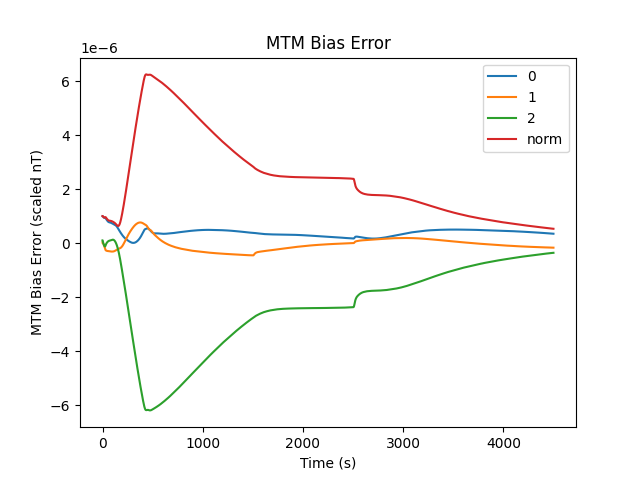 MTM Bias Error
1e−6
6
4
2
0
−2
−4
−6
MTM Bias Error (scaled nT)
0
1
2
norm
0 1000 2000 3000 4000
Time (s)